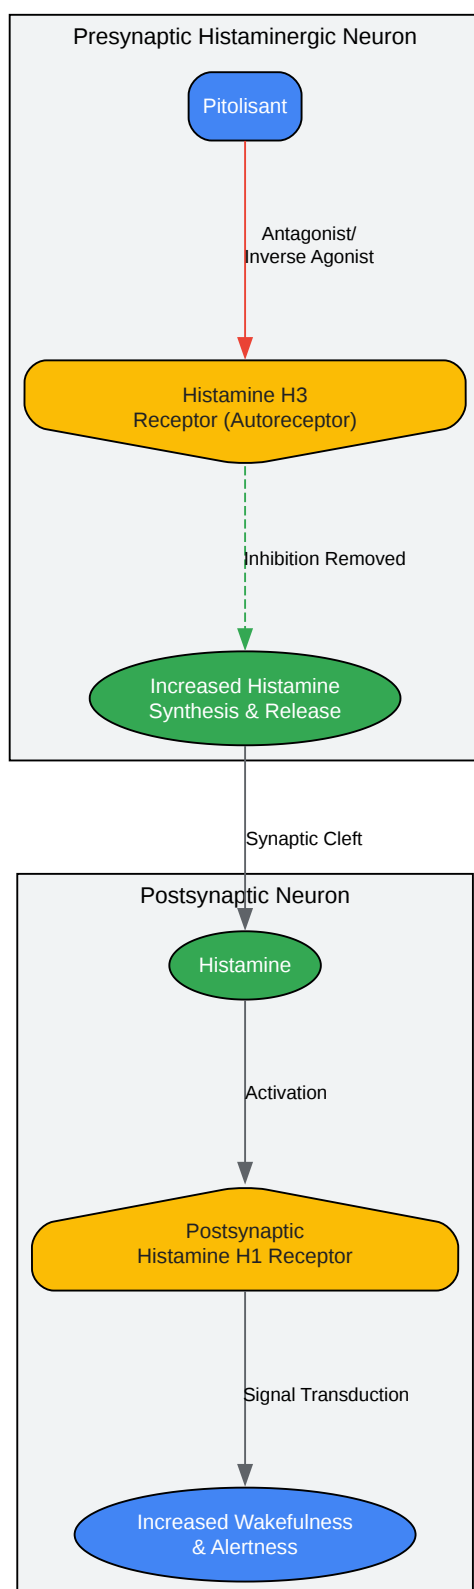 Presynaptic Histaminergic Neuron
Pitolisant
Antagonist/
Inverse Agonist
Histamine H3
Receptor (Autoreceptor)
Inhibition Removed
Increased Histamine
Synthesis & Release
Synaptic Cleft
Postsynaptic Neuron
Histamine
Activation
Postsynaptic
Histamine H1 Receptor
Signal Transduction
Increased Wakefulness
& Alertness